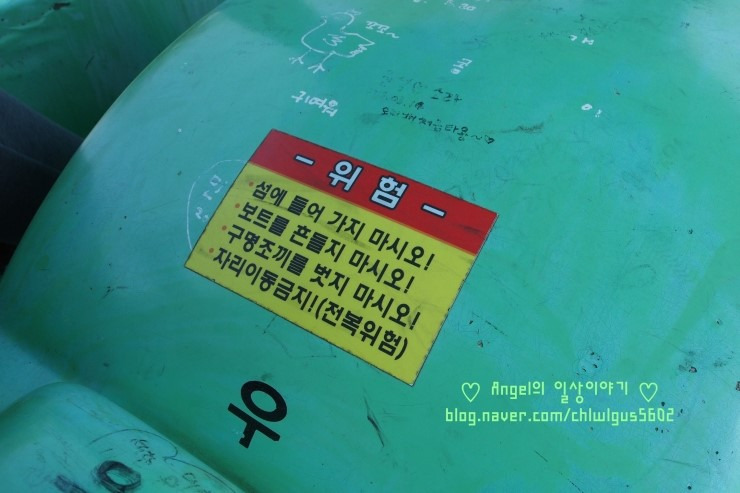 귀여워
- 위험 -
·섬에 들어 가지 마시오!
·보트를 흔들지 마시오!
·구명조끼를 벗지 마시오!
·자리이동금지!(전복위험)
우
♡ Angel의 일상이야기 ♡
blog.naver.com/chlwlgus5602